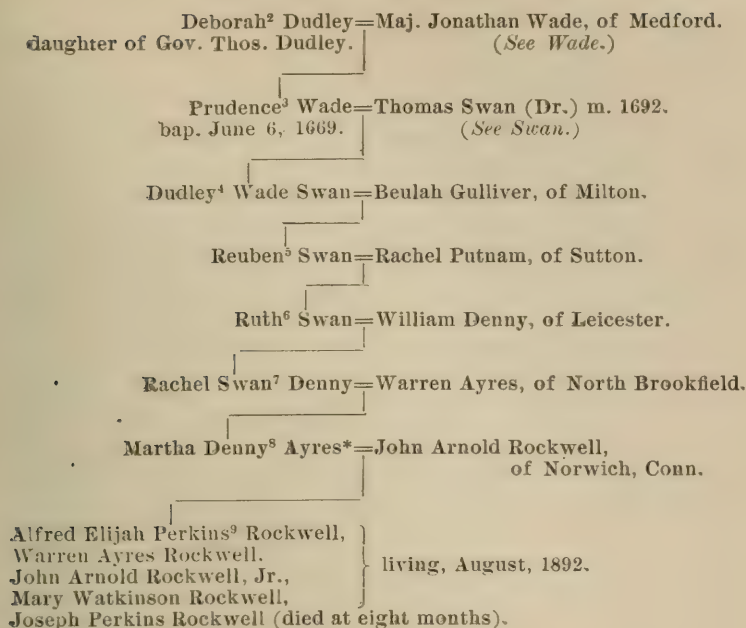 Deborah² Dudley=Maj. Jonathan Wade, of Medford.
daughter of Gov. Thos. Dudley. (See Wade.)
Prudence³ Wade=Thomas Swan (Dr.) m. 1692.
bap. June 6, 1669. (See Swan.)
Dudley⁴ Wade Swan=Beulah Gulliver, of Milton.
Reuben⁵ Swan=Rachel Putnam, of Sutton.
Ruth⁶ Swan=William Denny, of Leicester.
Rachel Swan⁷ Denny=Warren Ayres, of North Brookfield.
Martha Denny⁸ Ayres*=John Arnold Rockwell,
of Norwich, Conn.
Alfred Elijah Perkins⁹ Rockwell,
Warren Ayres Rockwell.
John Arnold Rockwell, Jr., living, August, 1892.
Mary Watkinson Rockwell,
Joseph Perkins Rockwell (died at eight months).